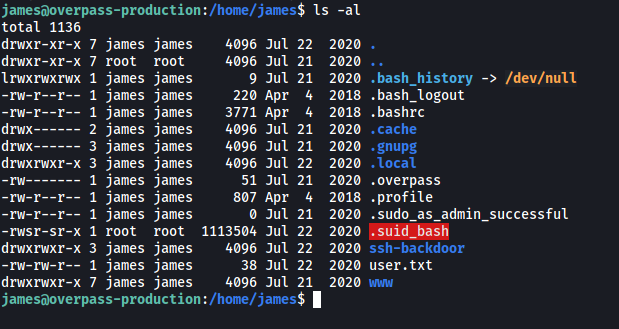 james@overpass-production:/home/james$ ls -al
total 1136
drwxr-xr-x 7 james james    4096 Jul 22  2020 .
drwxr-xr-x 7 root  root     4096 Jul 21  2020 ..
lrwxrwxrwx 1 james james       9 Jul 21  2020 .bash_history -> /dev/null
-rw-r--r-- 1 james james     220 Apr  4  2018 .bash_logout
-rw-r--r-- 1 james james    3771 Apr  4  2018 .bashrc
drwx------ 2 james james    4096 Jul 21  2020 .cache
drwx------ 3 james james    4096 Jul 21  2020 .gnupg
drwxrwxr-x 3 james james    4096 Jul 22  2020 .local
-rw------- 1 james james      51 Jul 21  2020 .overpass
-rw-r--r-- 1 james james     807 Apr  4  2018 .profile
-rw-r--r-- 1 james james       0 Jul 21  2020 .sudo_as_admin_successful
-rwsr-sr-x 1 root  root  1113504 Jul 22  2020 .suid_bash
drwxrwxr-x 3 james james    4096 Jul 22  2020 ssh-backdoor
-rw-rw-r-- 1 james james      38 Jul 22  2020 user.txt
drwxrwxr-x 7 james james    4096 Jul 21  2020 www
james@overpass-production:/home/james$